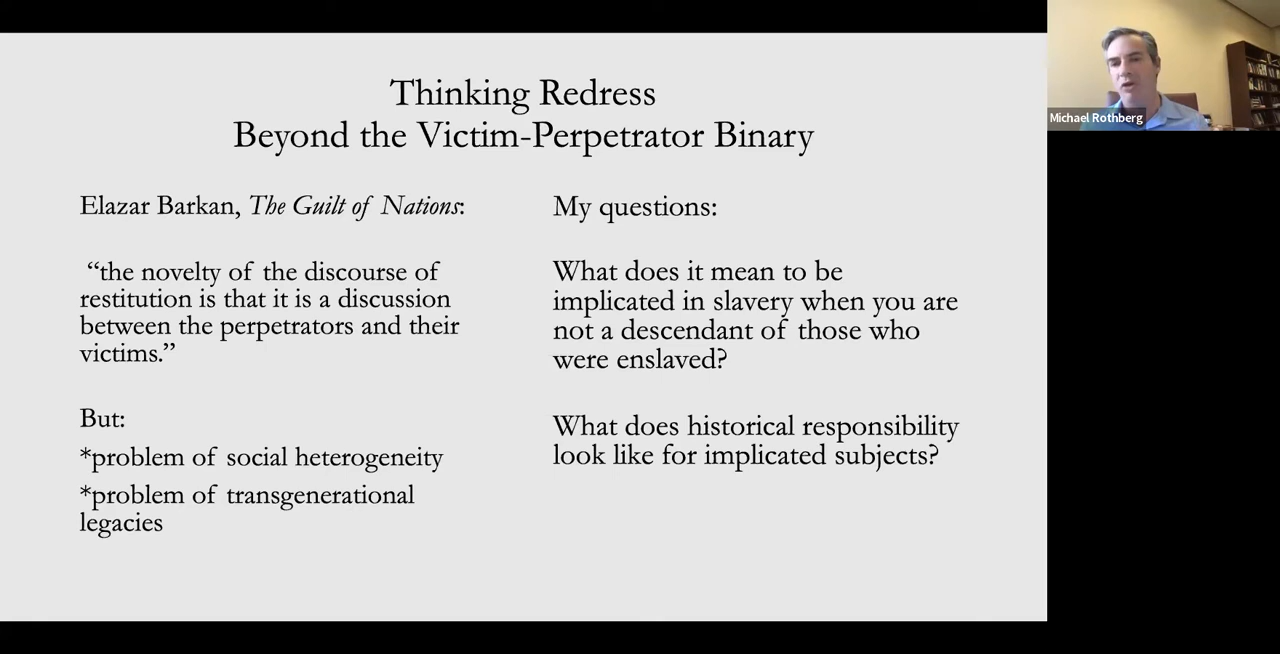 Thinking Redress
Beyond the Victim-Perpetrator Binary
Elazar Barkan, The Guilt of Nations:
“the novelty of the discourse of
restitution is that it is a discussion
between the perpetrators and their
victims.”
But:
*problem of social heterogeneity
*problem of transgenerational
legacies
My questions:
What does it mean to be
implicated in slavery when you are
not a descendant of those who
were enslaved?
What does historical responsibility
look like for implicated subjects?
Michael Rothberg